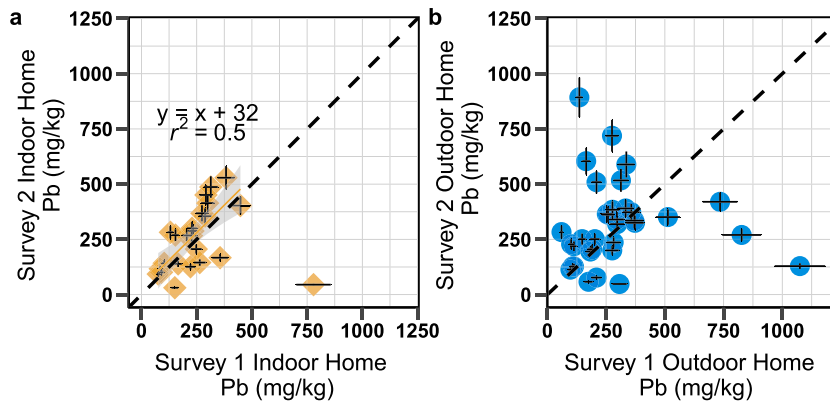 a
1250
1000
750
500
250
0
Survey 2 Indoor Home
Pb (mg/kg)
y = x + 32
r² = 0.5
0 250 500 750 1000 1250
Survey 1 Indoor Home
Pb (mg/kg)
b
1250
1000
750
500
250
0
Survey 2 Outdoor Home
Pb (mg/kg)
0 250 500 750 1000
Survey 1 Outdoor Home
Pb (mg/kg)